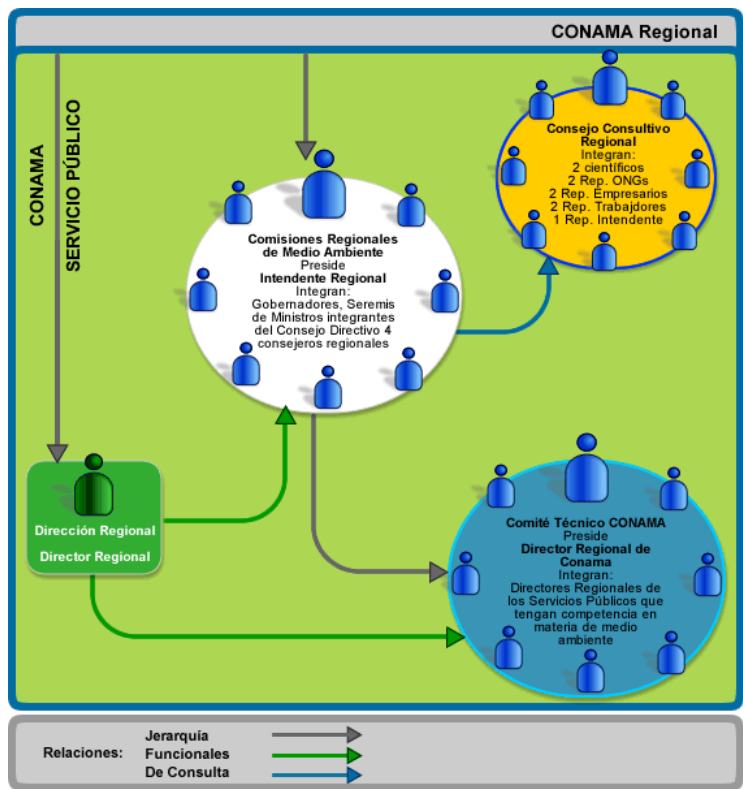 CONAMA Regional
CONAMA
SERVICIO PÚBLICO
Consejo Consultivo
Regional
Integran:
2 científicos
2 Rep. ONGs
2 Rep. Empresarios
2 Rep. Trabajdores
1 Rep. Intendente
Comisiones Regionales
de Medio Ambiente
Preside
Intendente Regional
Integran:
Gobernadores, Seremis
de Ministros integrantes
del Consejo Directivo 4
consejeros regionales
Dirección Regional
Director Regional
Comité Técnico CONAMA
Preside
Director Regional de
Conama
Integran:
Directores Regionales de
los Servicios Públicos que
tengan competencia en
materia de medio
ambiente
Relaciones:
Jerarquía
Funcionales
De Consulta